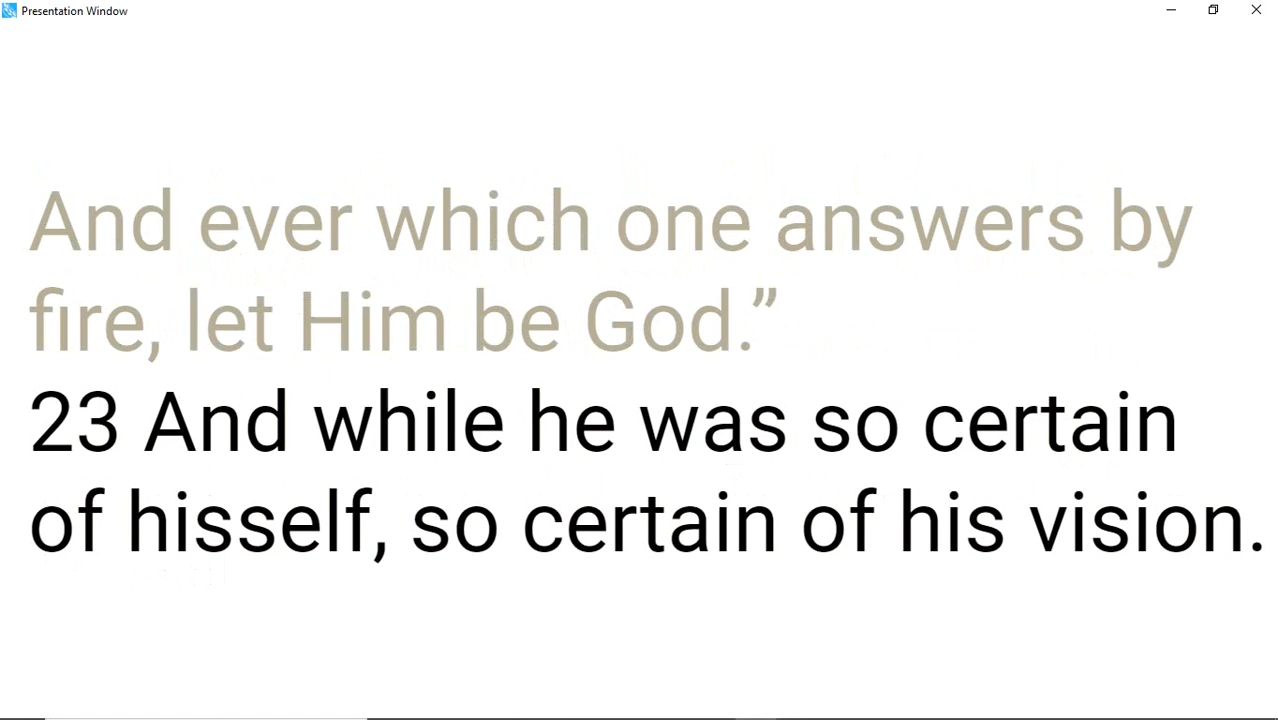 Presentation Window
And ever which one answers by
fire, let Him be God.”
23 And while he was so certain
of hisself, so certain of his vision.